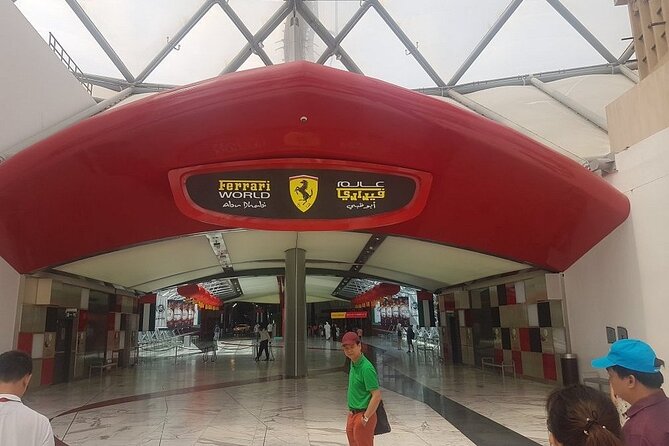 Ferrari
WORLD
Abu Dhabi
عالم
فيراري
أبوظبي